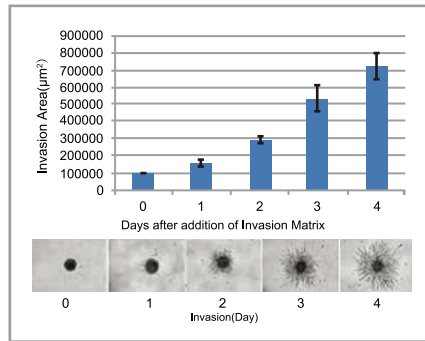 Invasion Area(µm²)
900000
800000
700000
600000
500000
400000
300000
200000
100000
0
0 1 2 3 4
Days after addition of Invasion Matrix
0 1 2 3 4
Invasion(Day)